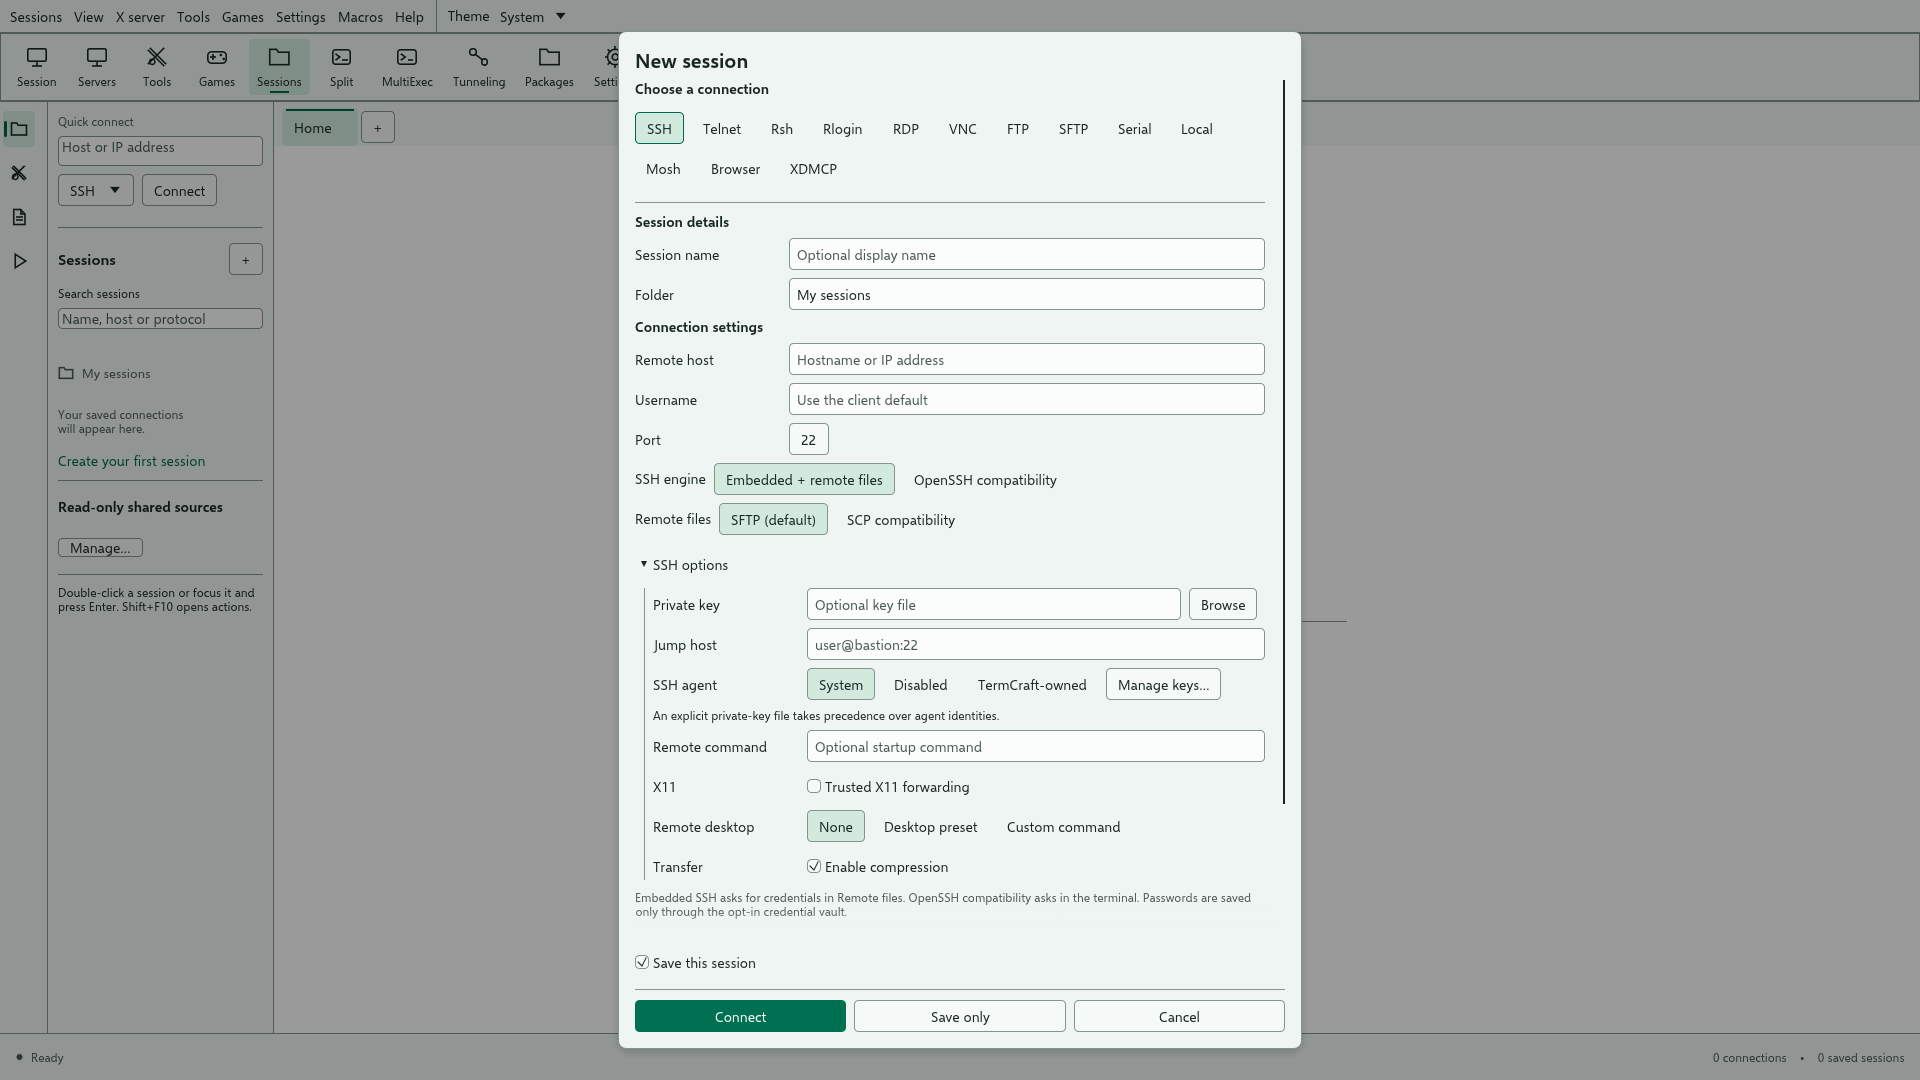 Sessions View X server Tools Games Settings Macros Help Theme System
Session Servers Tools Games Sessions Split MultiExec Tunneling Packages
Quick connect
Host or IP address
SSH Connect
Sessions +
Search sessions
Name, host or protocol
My sessions
Your saved connections
will appear here.
Create your first session
Read-only shared sources
Manage...
Double-click a session or focus it and
press Enter. Shift+F10 opens actions.
Home +
New session
Choose a connection
SSH Telnet Rsh Rlogin RDP VNC FTP SFTP Serial Local
Mosh Browser XDMCP
Session details
Session name Optional display name
Folder My sessions
Connection settings
Remote host Hostname or IP address
Username Use the client default
Port 22
SSH engine Embedded + remote files OpenSSH compatibility
Remote files SFTP (default) SCP compatibility
▼ SSH options
Private key Optional key file Browse
Jump host user@bastion:22
SSH agent System Disabled TermCraft-owned Manage keys...
An explicit private-key file takes precedence over agent identities.
Remote command Optional startup command
X11 Trusted X11 forwarding
Remote desktop None Desktop preset Custom command
Transfer Enable compression
Embedded SSH asks for credentials in Remote files. OpenSSH compatibility asks in the terminal. Passwords are saved
only through the opt-in credential vault.
Save this session
Connect Save only Cancel
Ready
0 connections • 0 saved sessions